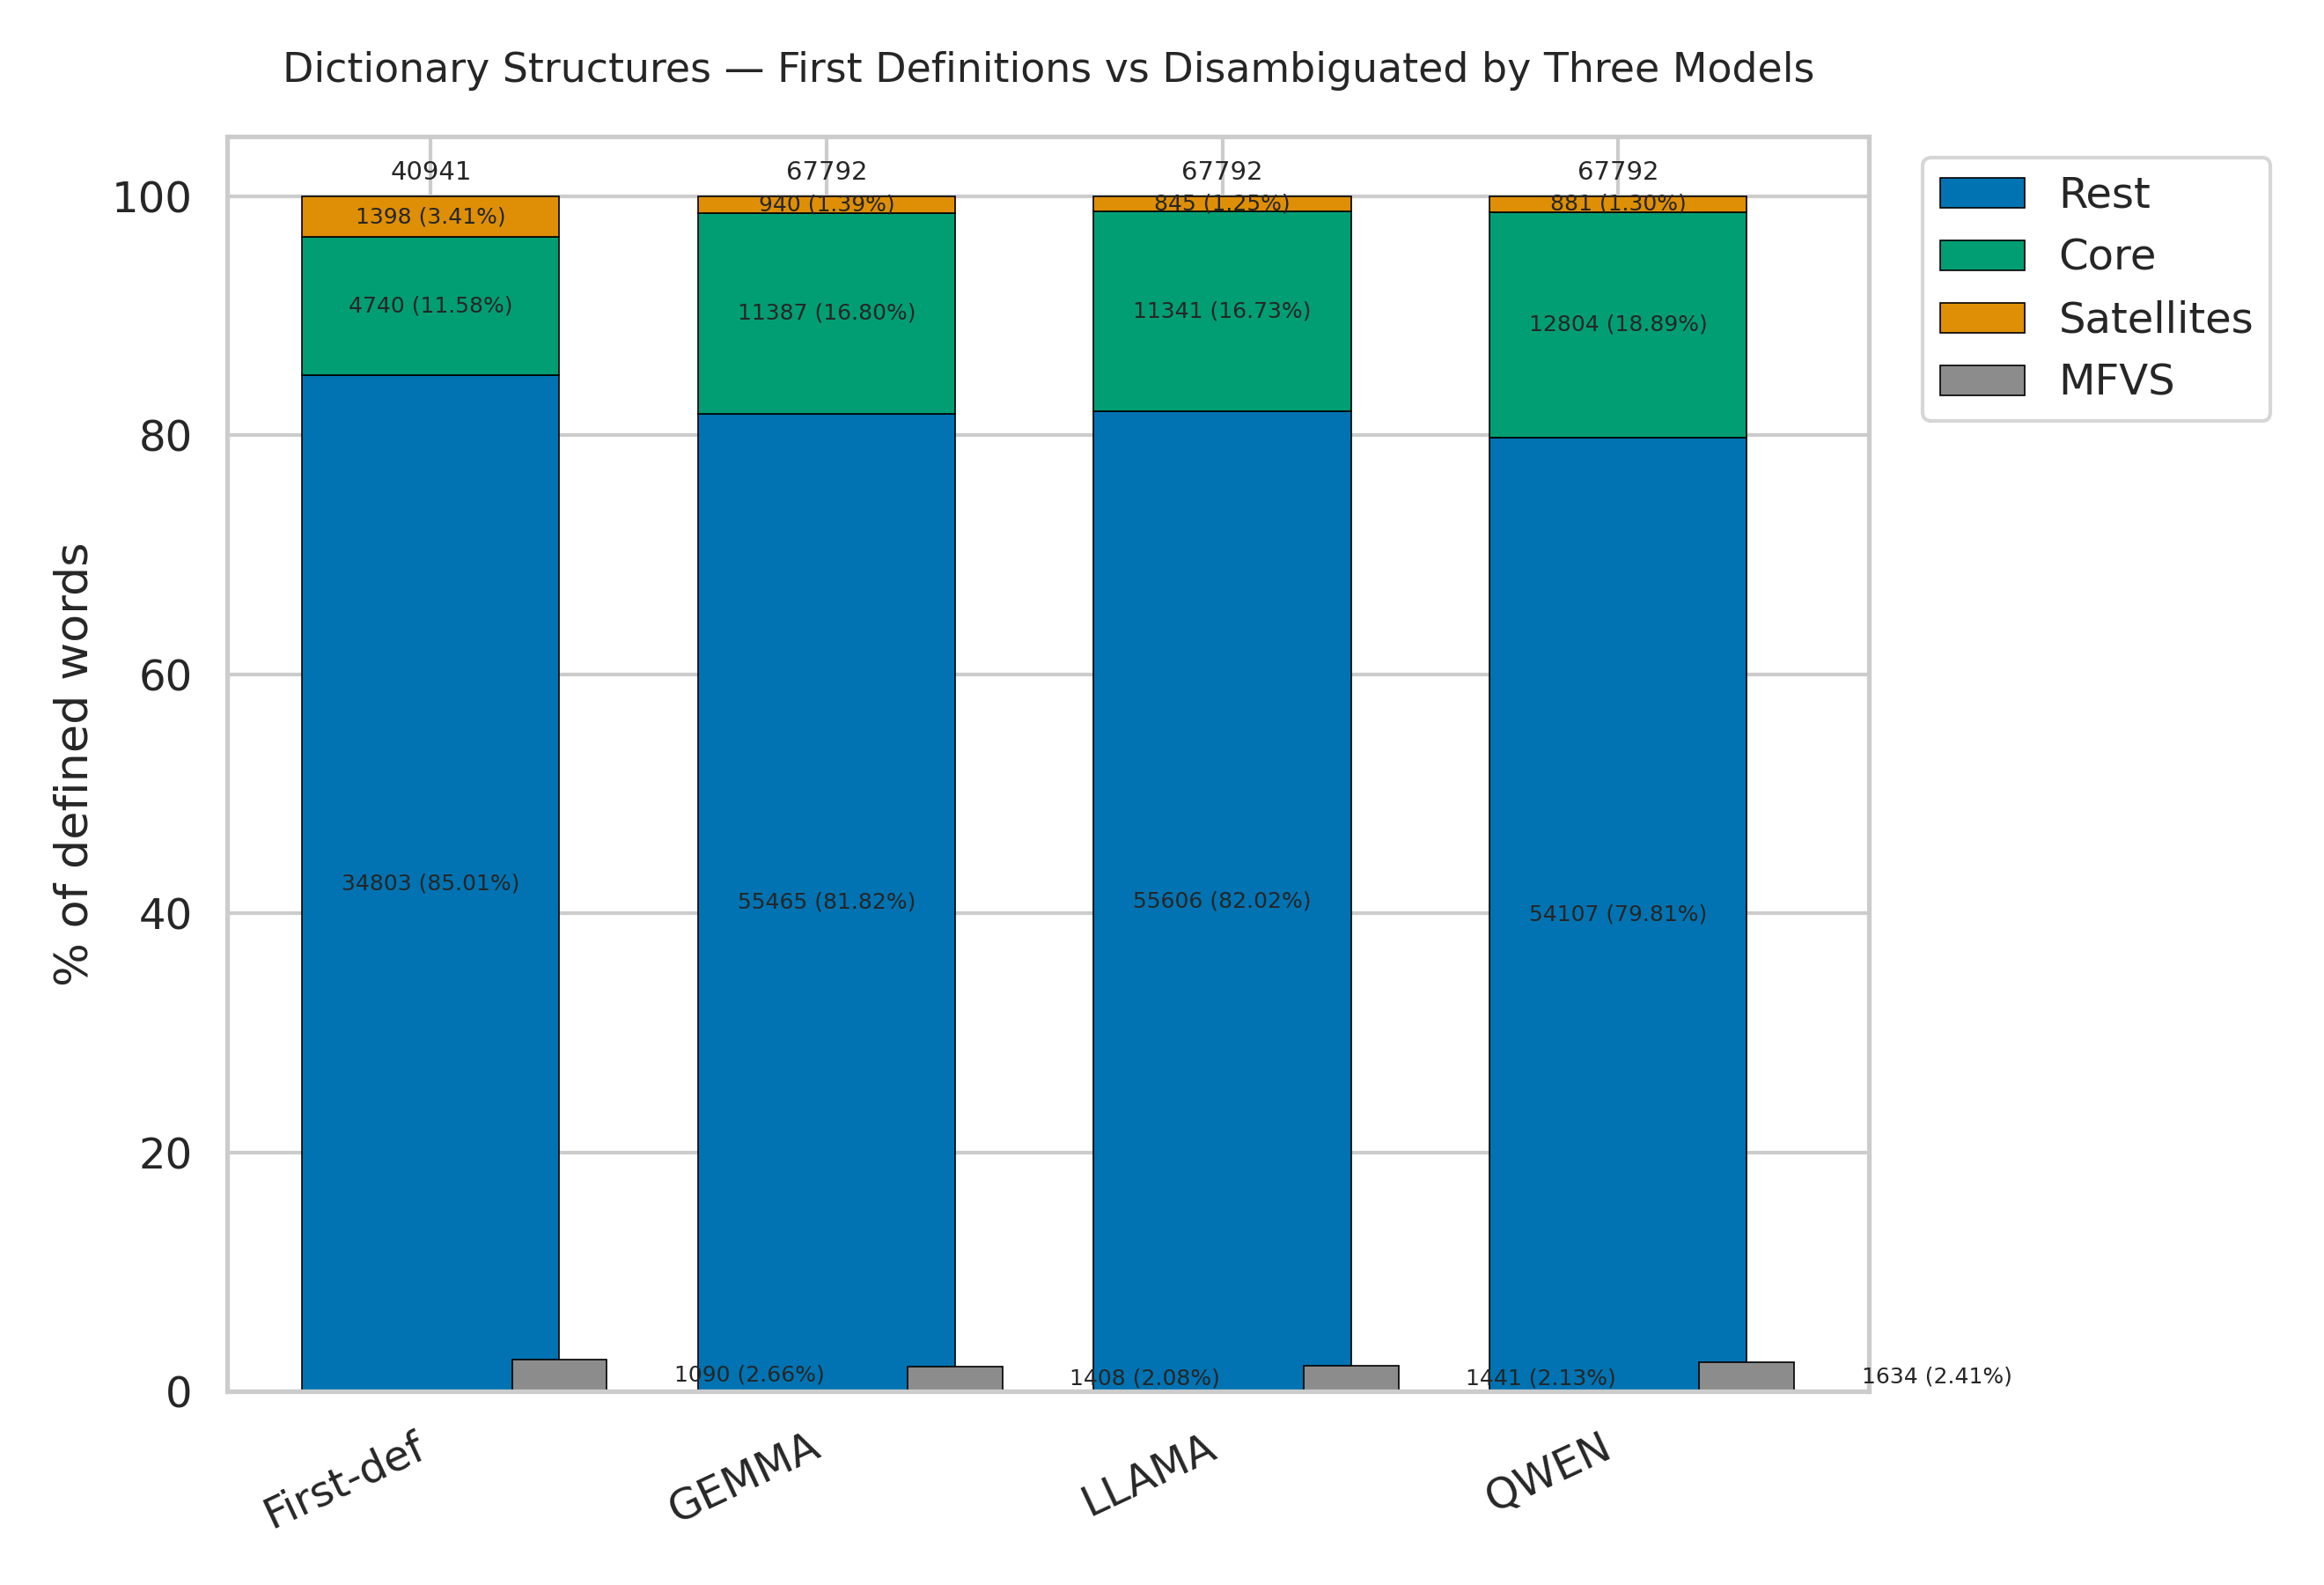 Dictionary Structures — First Definitions vs Disambiguated by Three Models
% of defined words
100
80
60
40
20
0
40941
67792
67792
67792
1398 (3.41%)
940 (1.39%)
845 (1.25%)
881 (1.30%)
4740 (11.58%)
11387 (16.80%)
11341 (16.73%)
12804 (18.89%)
34803 (85.01%)
55465 (81.82%)
55606 (82.02%)
54107 (79.81%)
1090 (2.66%)
1408 (2.08%)
1441 (2.13%)
1634 (2.41%)
First-def
GEMMA
LLAMA
QWEN
Rest
Core
Satellites
MFVS